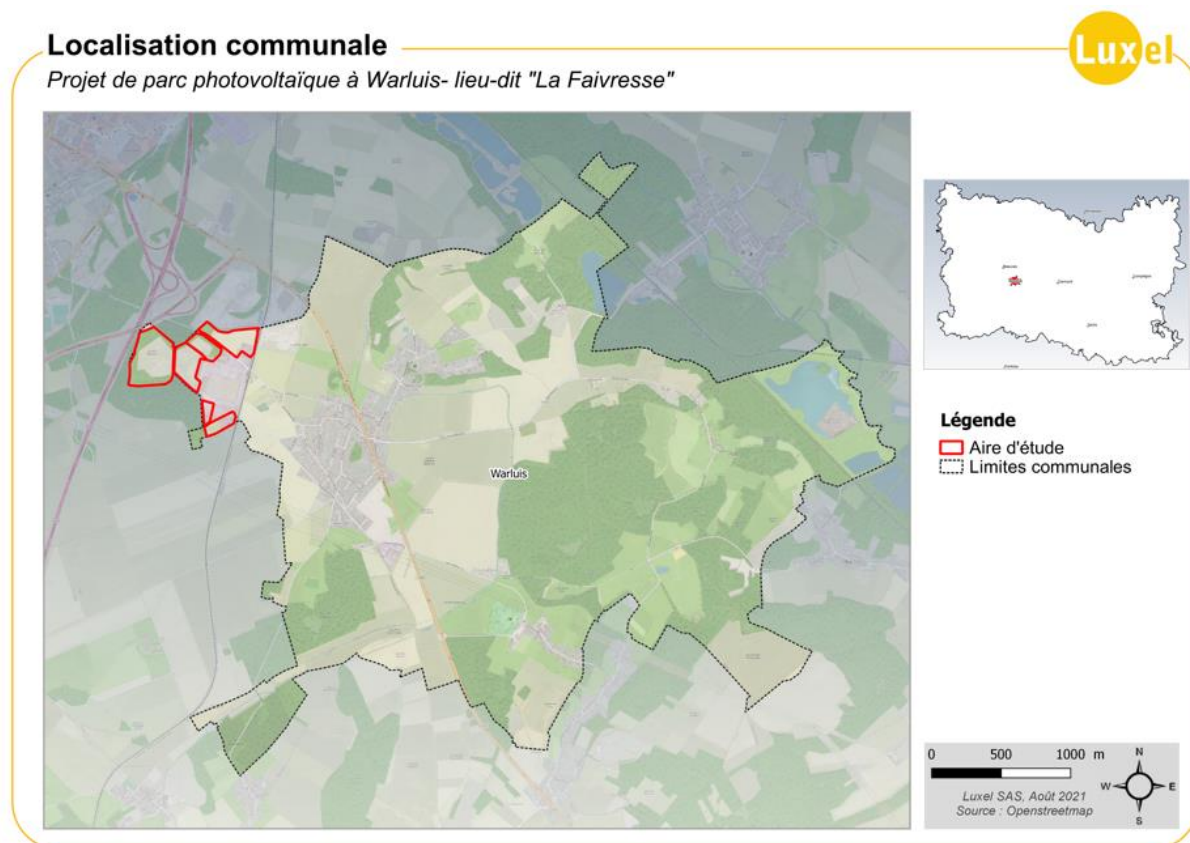 Localisation communale
Luxel
Projet de parc photovoltaïque à Warluis- lieu-dit "La Faivresse"
Warluis
Légende
Aire d'étude
Limites communales
0 500 1000 m
N
W E
S
Luxel SAS, Août 2021
Source : Openstreetmap